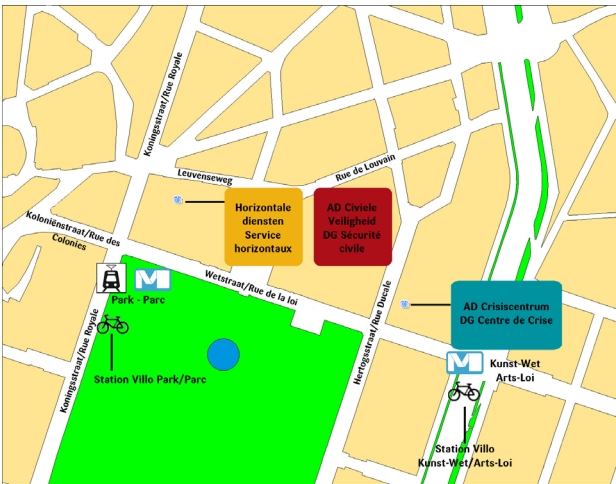 Koningsstraat/Rue Royale
Leuvenseweg
Rue de Louvain
Horizontale
diensten
Service
horizontaux
AD Civiele
Veiligheid
DG Sécurité
civile
Koloniënstraat/Rue des
Colonies
Wetstraat/Rue de la loi
M
Park - Parc
Hertogsstraat/Rue Ducale
AD Crisiscentrum
DG Centre de Crise
Koningsstraat/Rue Royale
Station Villo Park/Parc
M
Kunst-Wet
Arts-Loi
Station Villo
Kunst-Wet/Arts-Loi